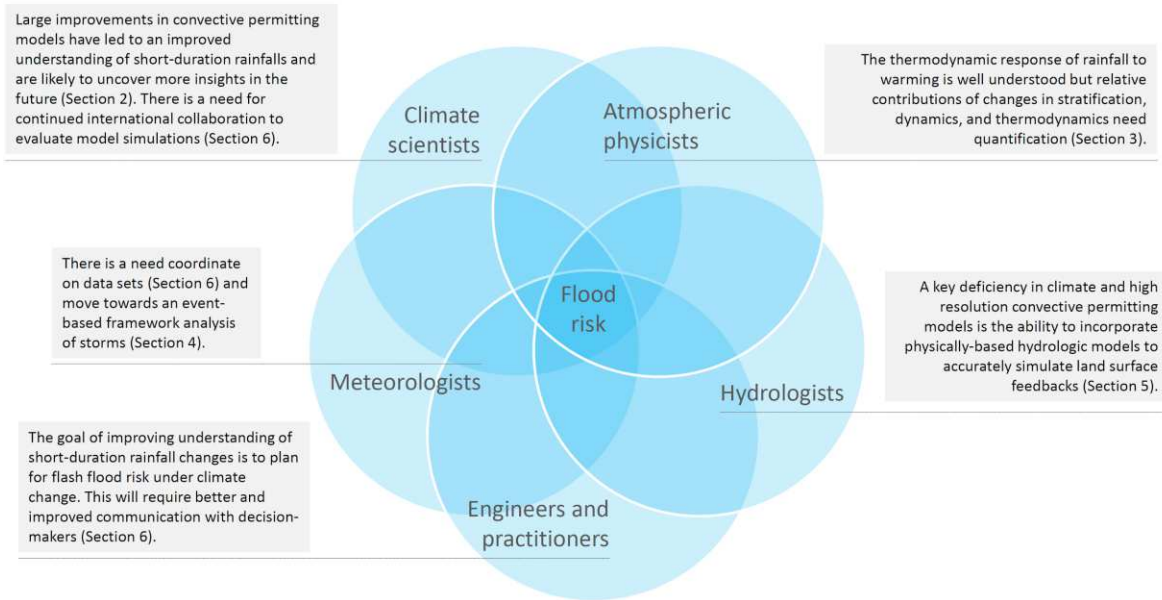 Large improvements in convective permitting
models have led to an improved
understanding of short-duration rainfalls and
are likely to uncover more insights in the
future (Section 2). There is a need for
continued international collaboration to
evaluate model simulations (Section 6).
Climate
scientists
Atmospheric
physicists
The thermodynamic response of rainfall to
warming is well understood but relative
contributions of changes in stratification,
dynamics, and thermodynamics need
quantification (Section 3).
There is a need coordinate
on data sets (Section 6) and
move towards an event-
based framework analysis
of storms (Section 4).
Meteorologists
Flood
risk
A key deficiency in climate and high
resolution convective permitting
models is the ability to incorporate
physically-based hydrologic models to
accurately simulate land surface
feedbacks (Section 5).
Hydrologists
The goal of improving understanding of
short-duration rainfall changes is to plan
for flash flood risk under climate
change. This will require better and
improved communication with decision-
makers (Section 6).
Engineers and
practitioners